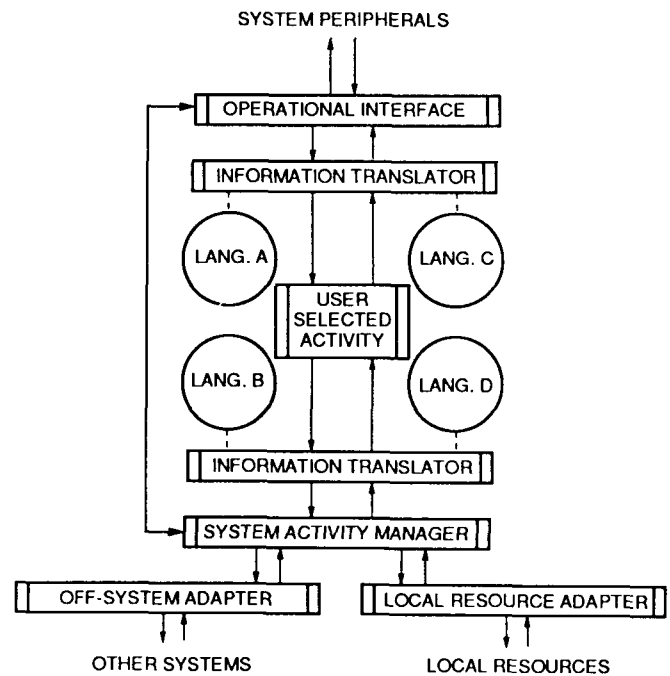 SYSTEM PERIPHERALS
OPERATIONAL INTERFACE
INFORMATION TRANSLATOR
LANG. A
LANG. C
USER
SELECTED
ACTIVITY
LANG. B
LANG. D
INFORMATION TRANSLATOR
SYSTEM ACTIVITY MANAGER
OFF-SYSTEM ADAPTER
LOCAL RESOURCE ADAPTER
OTHER SYSTEMS
LOCAL RESOURCES